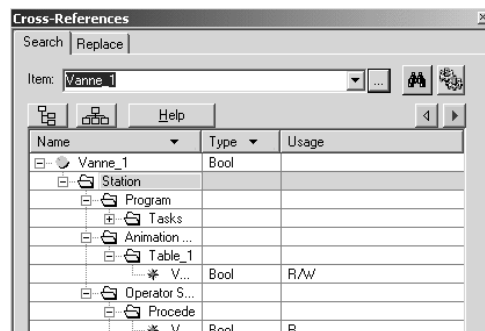 Cross-References
Search Replace
Item: Vanne_1 ...
Help
Name Type Usage
Vanne_1 Bool
Station
Program
Tasks
Animation ...
Table_1
V... Bool R/W
Operator S...
Procede
V... Bool R